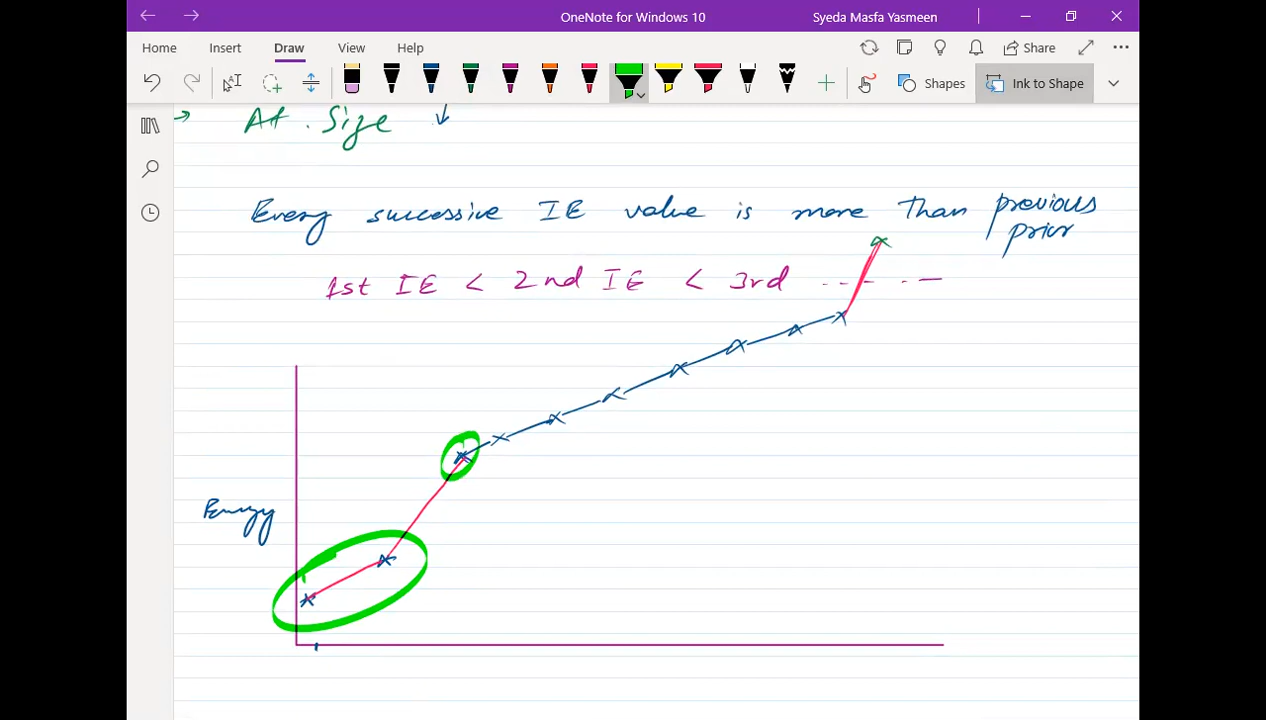 OneNote for Windows 10
Syeda Masfa Yasmeen
Home Insert Draw View Help
Share
Shapes
Ink to Shape
At. Size ↓
Every successive IE value is more than previous
prior
1st IE < 2nd IE < 3rd ........
Energy